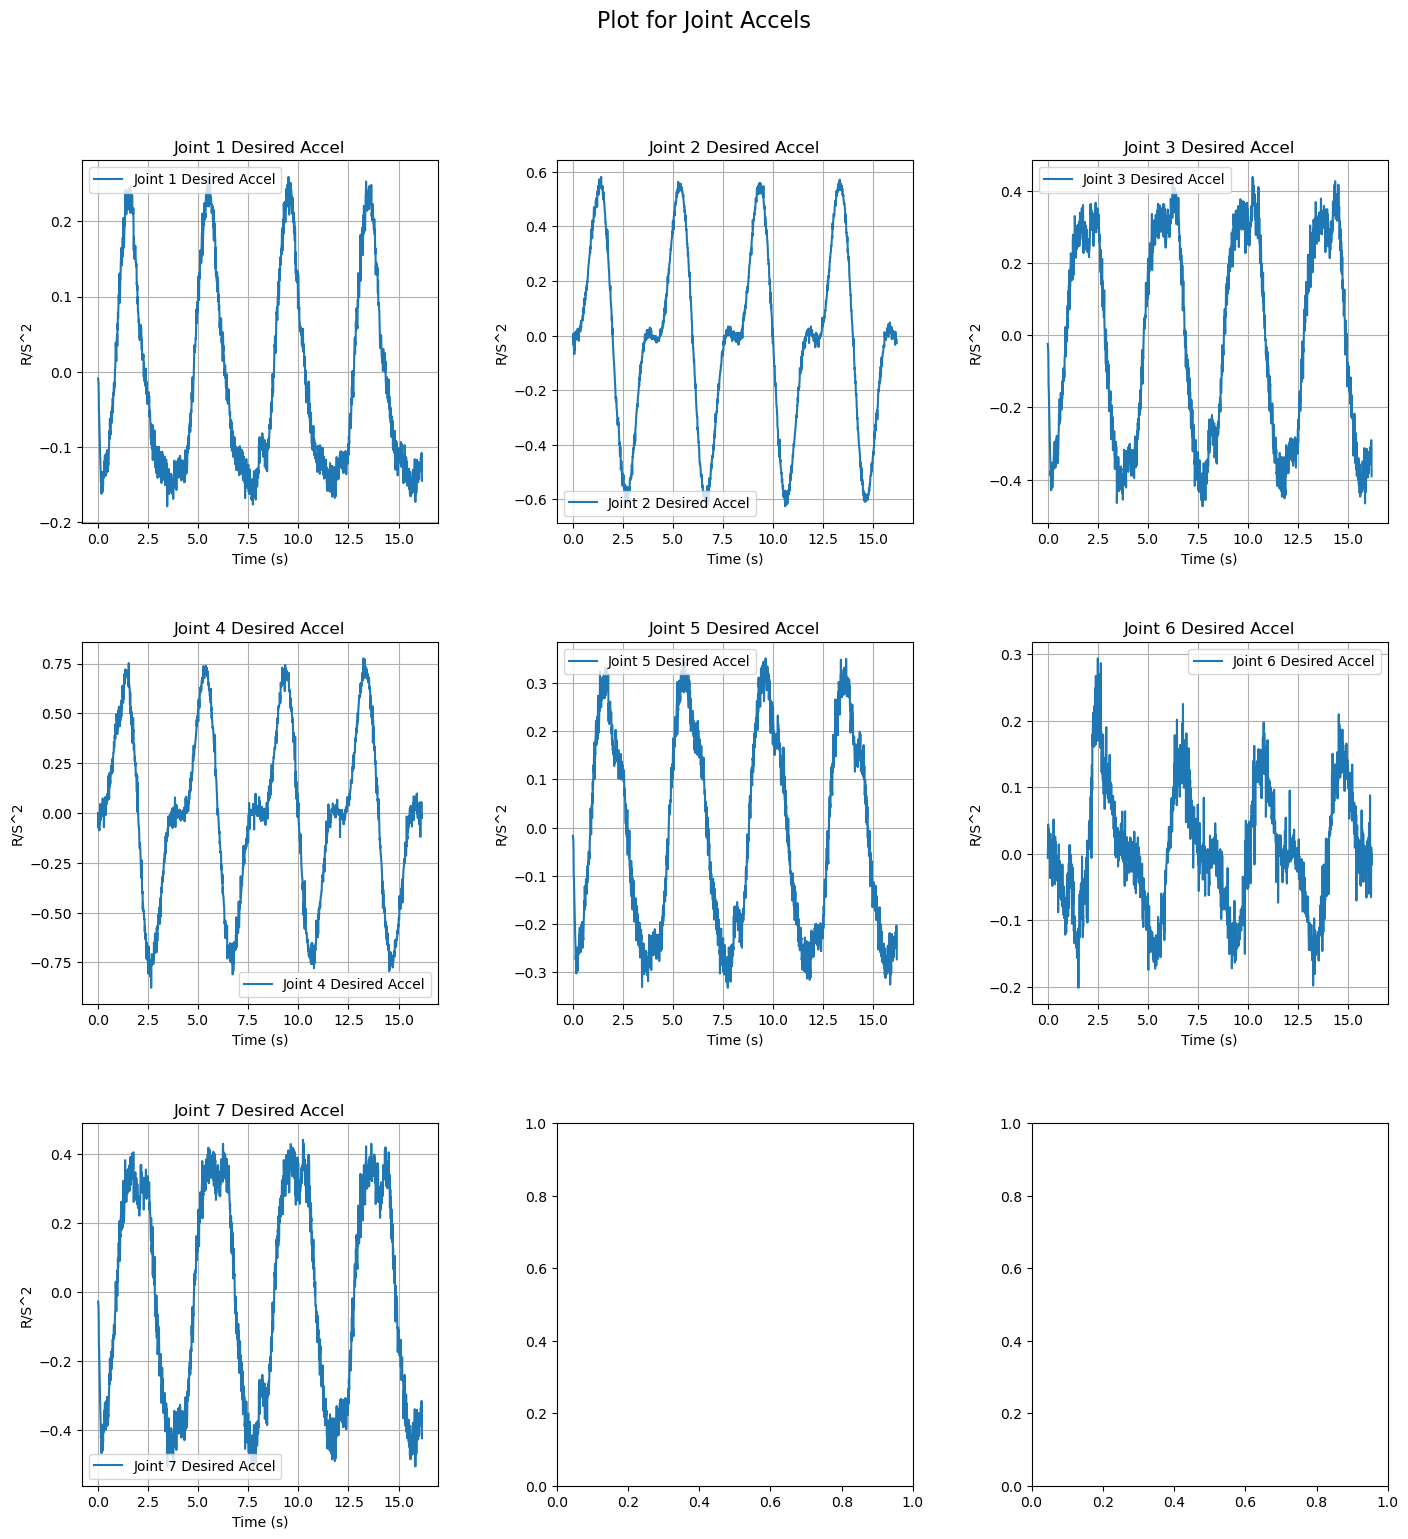 Plot for Joint Accels
Joint 1 Desired Accel
Joint 1 Desired Accel
R/S^2
0.2
0.1
0.0
−0.1
−0.2
0.0 2.5 5.0 7.5 10.0 12.5 15.0
Time (s)
Joint 2 Desired Accel
R/S^2
0.6
0.4
0.2
0.0
−0.2
−0.4
−0.6
Joint 2 Desired Accel
0.0 2.5 5.0 7.5 10.0 12.5 15.0
Time (s)
Joint 3 Desired Accel
Joint 3 Desired Accel
R/S^2
0.4
0.2
0.0
−0.2
−0.4
0.0 2.5 5.0 7.5 10.0 12.5 15.0
Time (s)
Joint 4 Desired Accel
R/S^2
0.75
0.50
0.25
0.00
−0.25
−0.50
−0.75
Joint 4 Desired Accel
0.0 2.5 5.0 7.5 10.0 12.5 15.0
Time (s)
Joint 5 Desired Accel
Joint 5 Desired Accel
R/S^2
0.3
0.2
0.1
0.0
−0.1
−0.2
−0.3
0.0 2.5 5.0 7.5 10.0 12.5 15.0
Time (s)
Joint 6 Desired Accel
Joint 6 Desired Accel
R/S^2
0.3
0.2
0.1
0.0
−0.1
−0.2
0.0 2.5 5.0 7.5 10.0 12.5 15.0
Time (s)
Joint 7 Desired Accel
R/S^2
0.4
0.2
0.0
−0.2
−0.4
Joint 7 Desired Accel
0.0 2.5 5.0 7.5 10.0 12.5 15.0
Time (s)
1.0
0.8
0.6
0.4
0.2
0.0
0.0 0.2 0.4 0.6 0.8 1.0
1.0
0.8
0.6
0.4
0.2
0.0
0.0 0.2 0.4 0.6 0.8 1.0